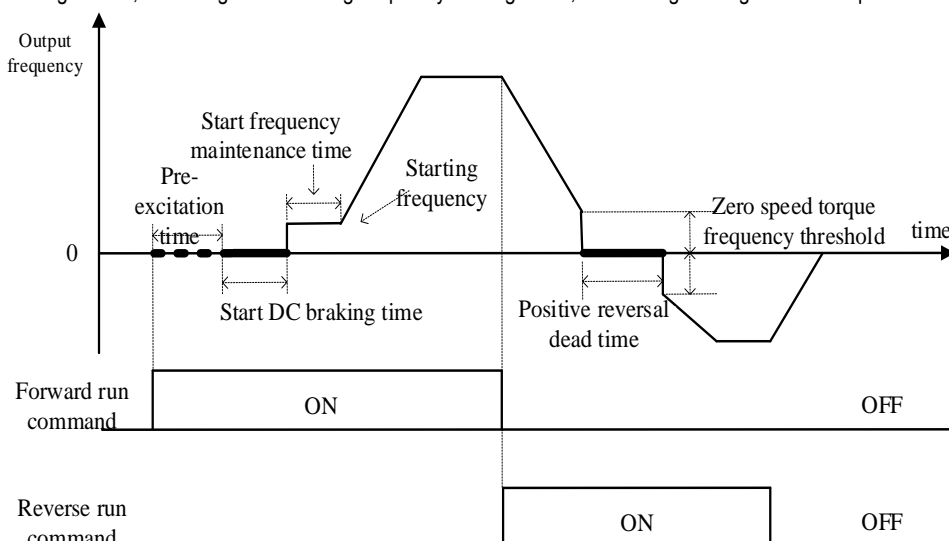 Output
frequency
Start frequency
maintenance time
Pre-
excitation
time
Starting
frequency
Zero speed torque
frequency threshold
time
0
Start DC braking time
Positive reversal
dead time
Forward run
command
ON
OFF
Reverse run
command
ON
OFF